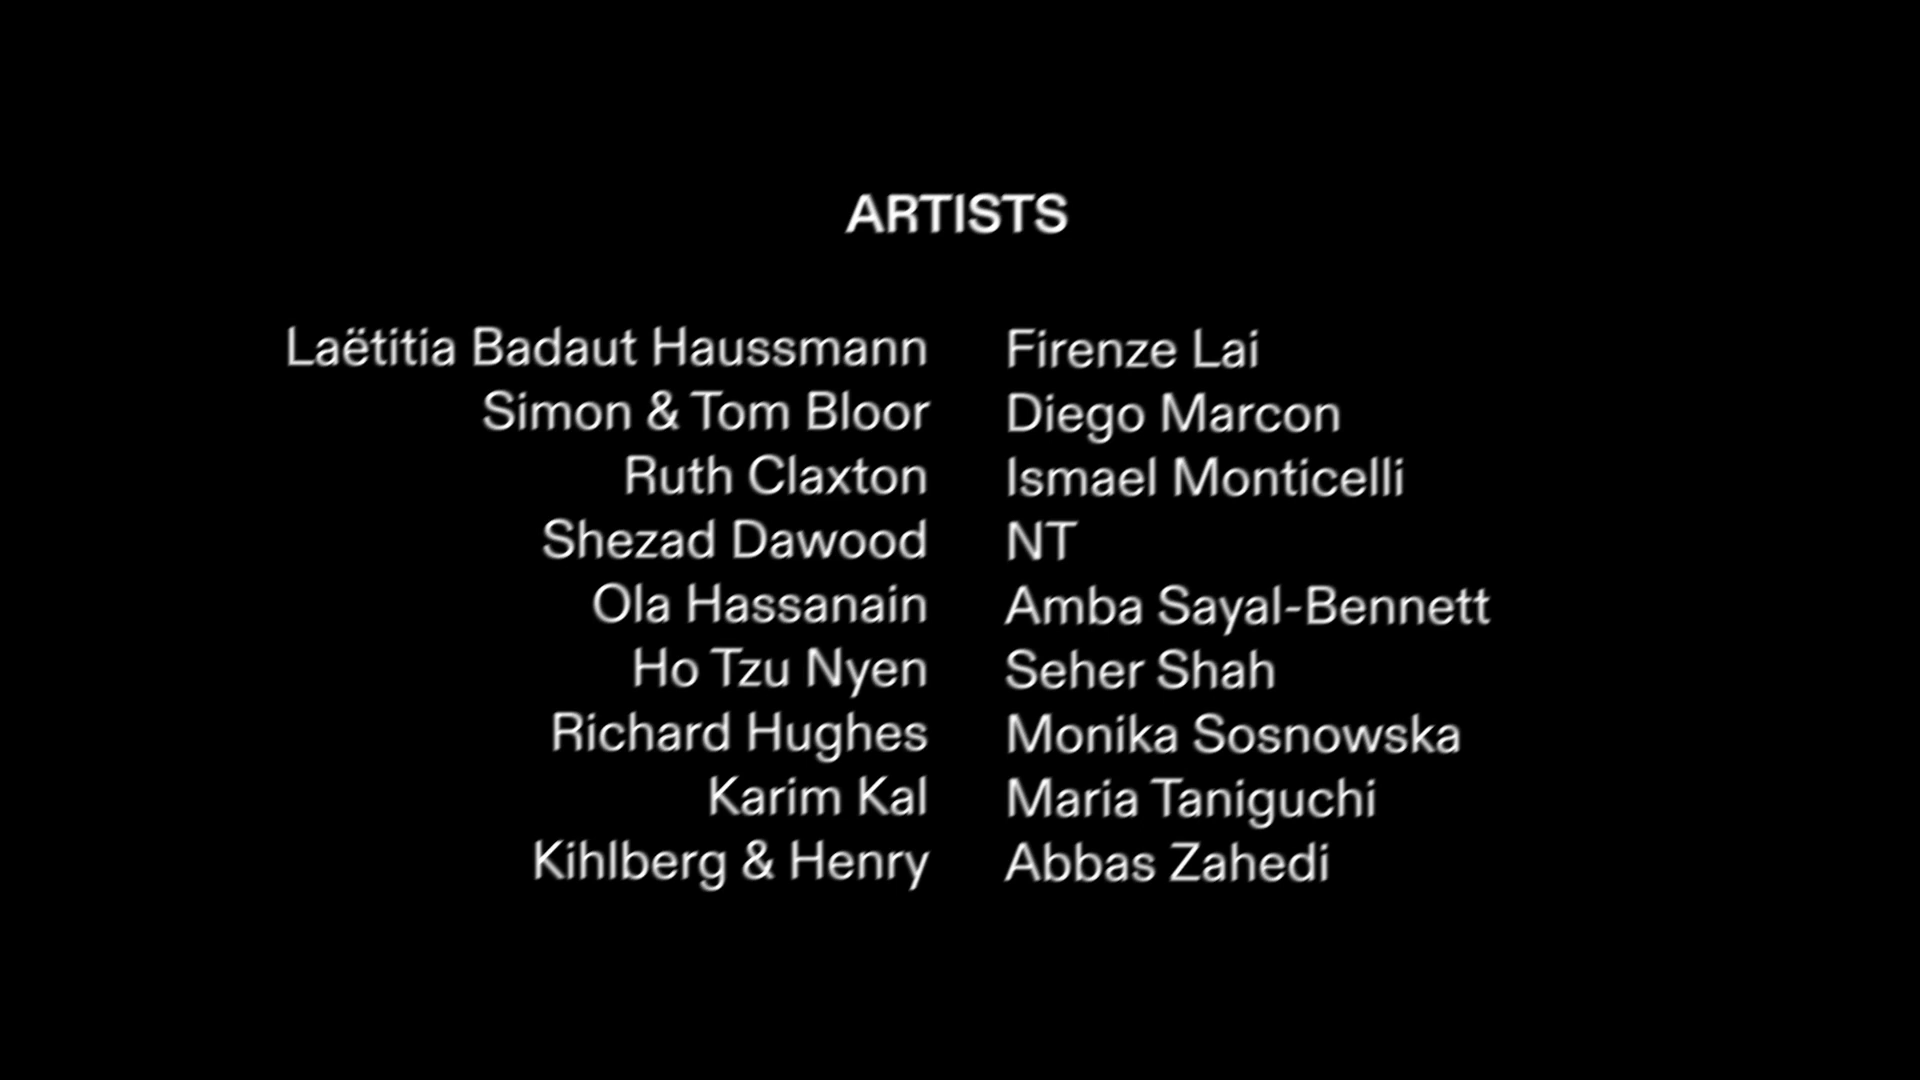 ARTISTS
Laëtitia Badaut Haussmann
Simon & Tom Bloor
Ruth Claxton
Shezad Dawood
Ola Hassanain
Ho Tzu Nyen
Richard Hughes
Karim Kal
Kihlberg & Henry
Firenze Lai
Diego Marcon
Ismael Monticelli
NT
Amba Sayal-Bennett
Seher Shah
Monika Sosnowska
Maria Taniguchi
Abbas Zahedi